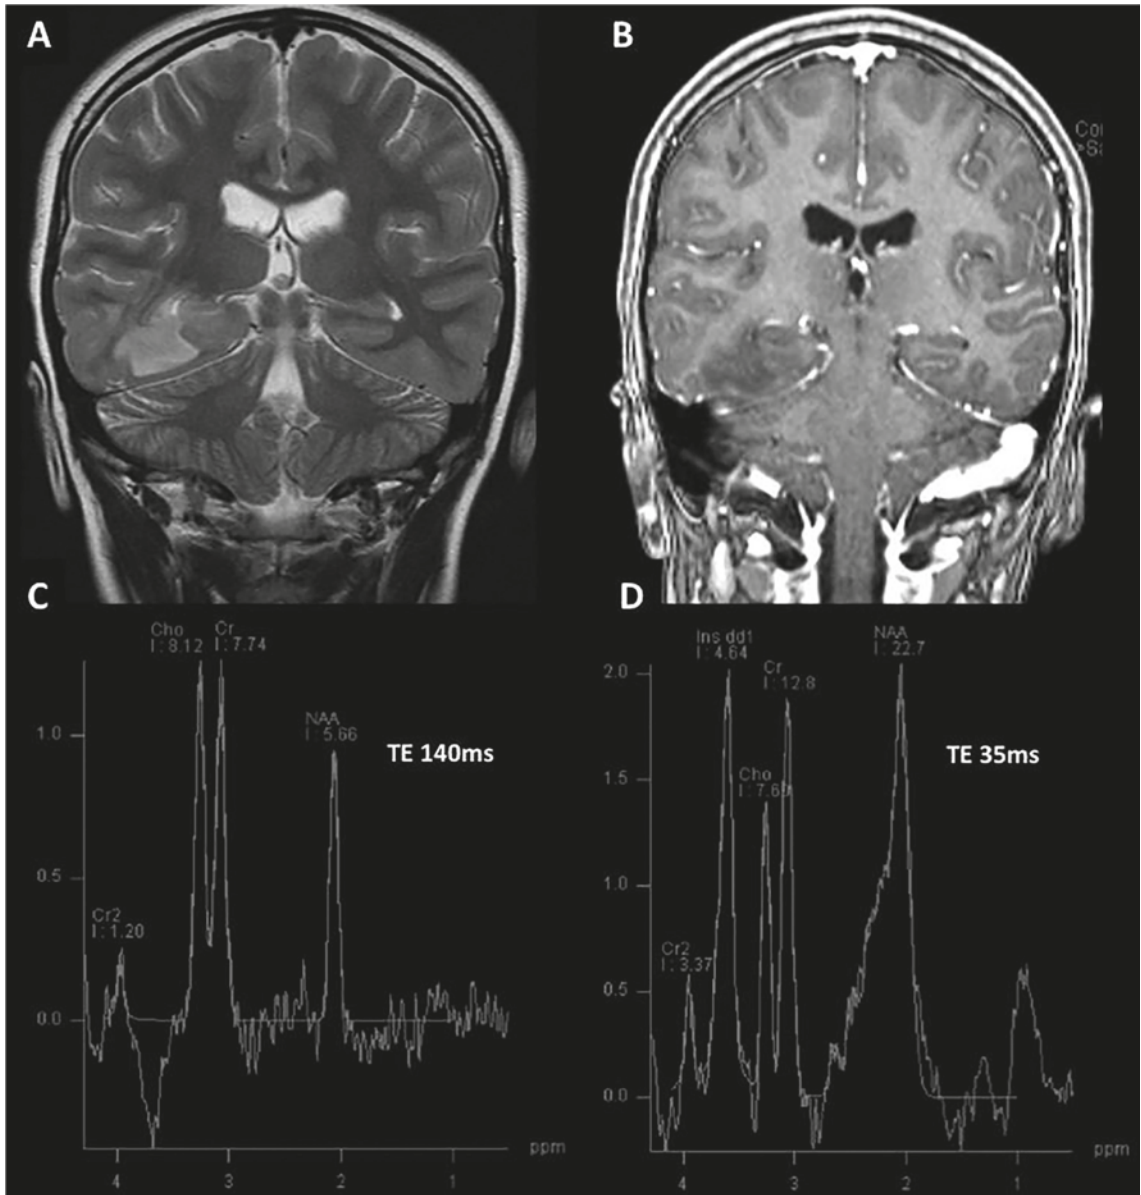 A
B
Co
>S
C
D
Cho
I : 8.12
Cr
I : 7.74
NAA
I : 5.66
Cr2
I : 1.20
TE 140ms
1.0
0.5
0.0
4
3
2
1
ppm
Ins dd1
I : 4.64
Cr
I : 12.8
NAA
I : 22.7
Cho
Cr2
I : 3.37
TE 35ms
2.0
1.5
1.0
0.5
0.0
4
3
2
1
ppm